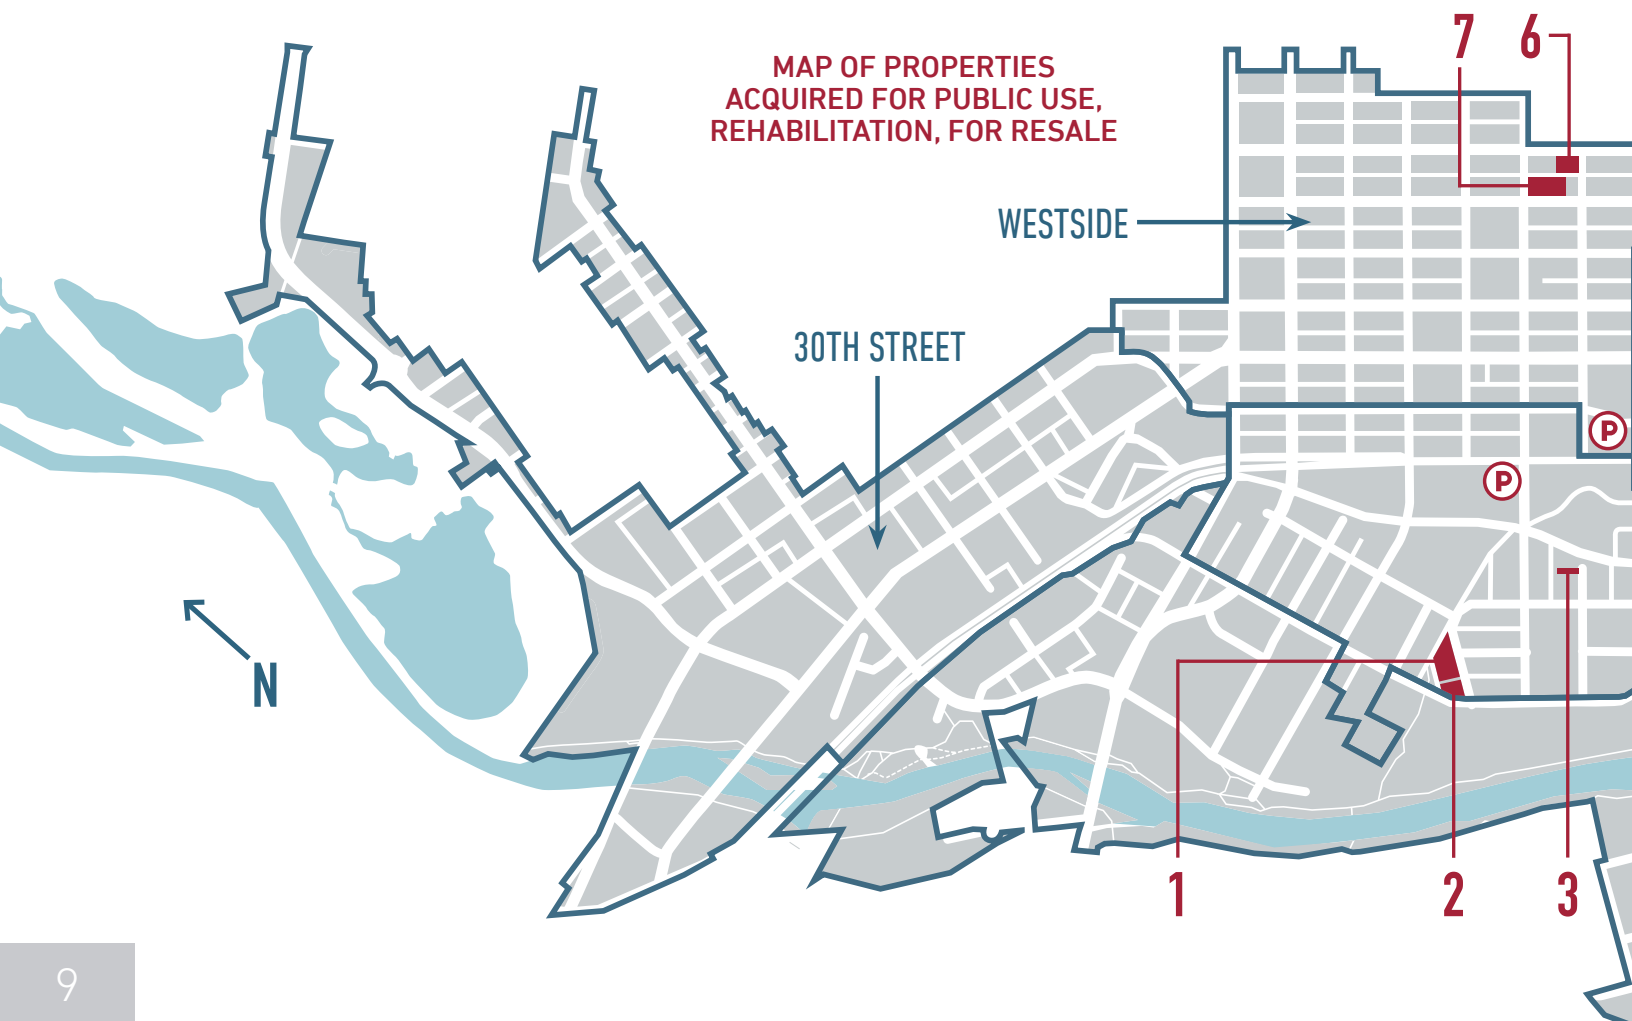 7 6
MAP OF PROPERTIES
ACQUIRED FOR PUBLIC USE,
REHABILITATION, FOR RESALE
WESTSIDE
30TH STREET
P
P
N
1 2 3
9